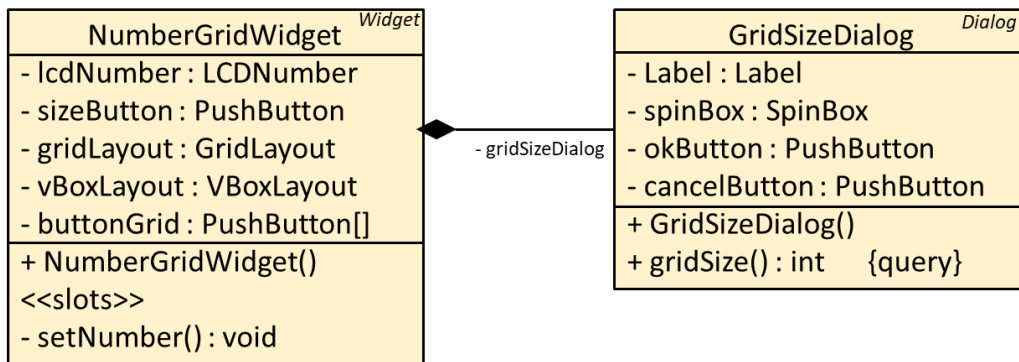 Widget
NumberGridWidget
- lcdNumber : LCDNumber
- sizeButton : PushButton
- gridLayout : GridLayout
- vBoxLayout : VBoxLayout
- buttonGrid : PushButton[]
+ NumberGridWidget()
<<slots>>
- setNumber() : void
- gridSizeDialog
Dialog
GridSizeDialog
- Label : Label
- spinBox : SpinBox
- okButton : PushButton
- cancelButton : PushButton
+ GridSizeDialog()
+ gridSize() : int {query}